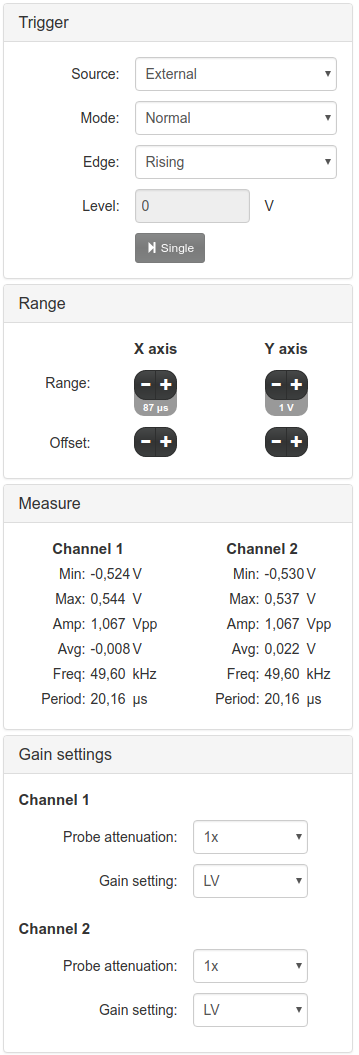 Trigger
Source: External
Mode: Normal
Edge: Rising
Level: 0 V
Single
Range
X axis Y axis
Range: − + − +
87 µs 1 V
Offset: − + − +
Measure
Channel 1 Channel 2
Min: -0,524 V Min: -0,530 V
Max: 0,544 V Max: 0,537 V
Amp: 1,067 Vpp Amp: 1,067 Vpp
Avg: -0,008 V Avg: 0,022 V
Freq: 49,60 kHz Freq: 49,60 kHz
Period: 20,16 µs Period: 20,16 µs
Gain settings
Channel 1
Probe attenuation: 1x
Gain setting: LV
Channel 2
Probe attenuation: 1x
Gain setting: LV